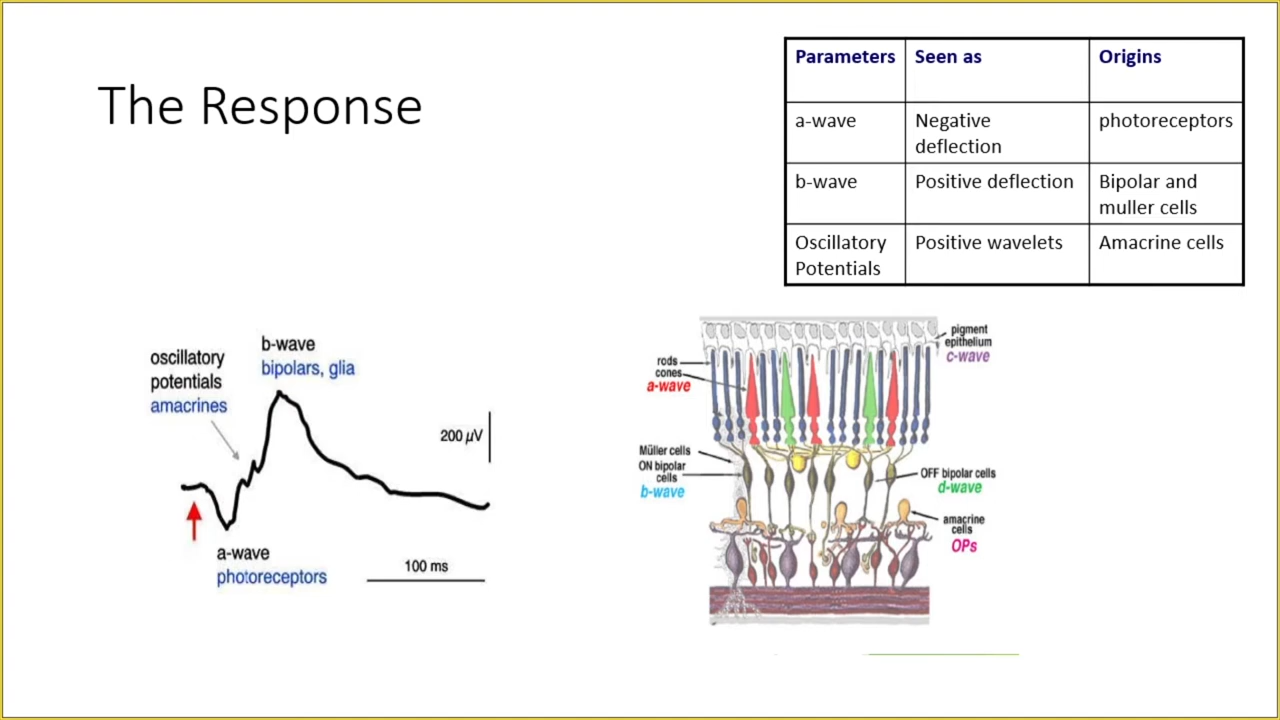 The Response
Parameters Seen as Origins
a-wave Negative deflection photoreceptors
b-wave Positive deflection Bipolar and muller cells
Oscillatory Potentials Positive wavelets Amacrine cells
oscillatory
potentials
amacrines
b-wave
bipolars, glia
200 µV
a-wave
photoreceptors
100 ms
pigment
epithelium
c-wave
rods
cones
a-wave
Müller cells
ON bipolar
cells
b-wave
OFF bipolar cells
d-wave
amacrine
cells
OPs